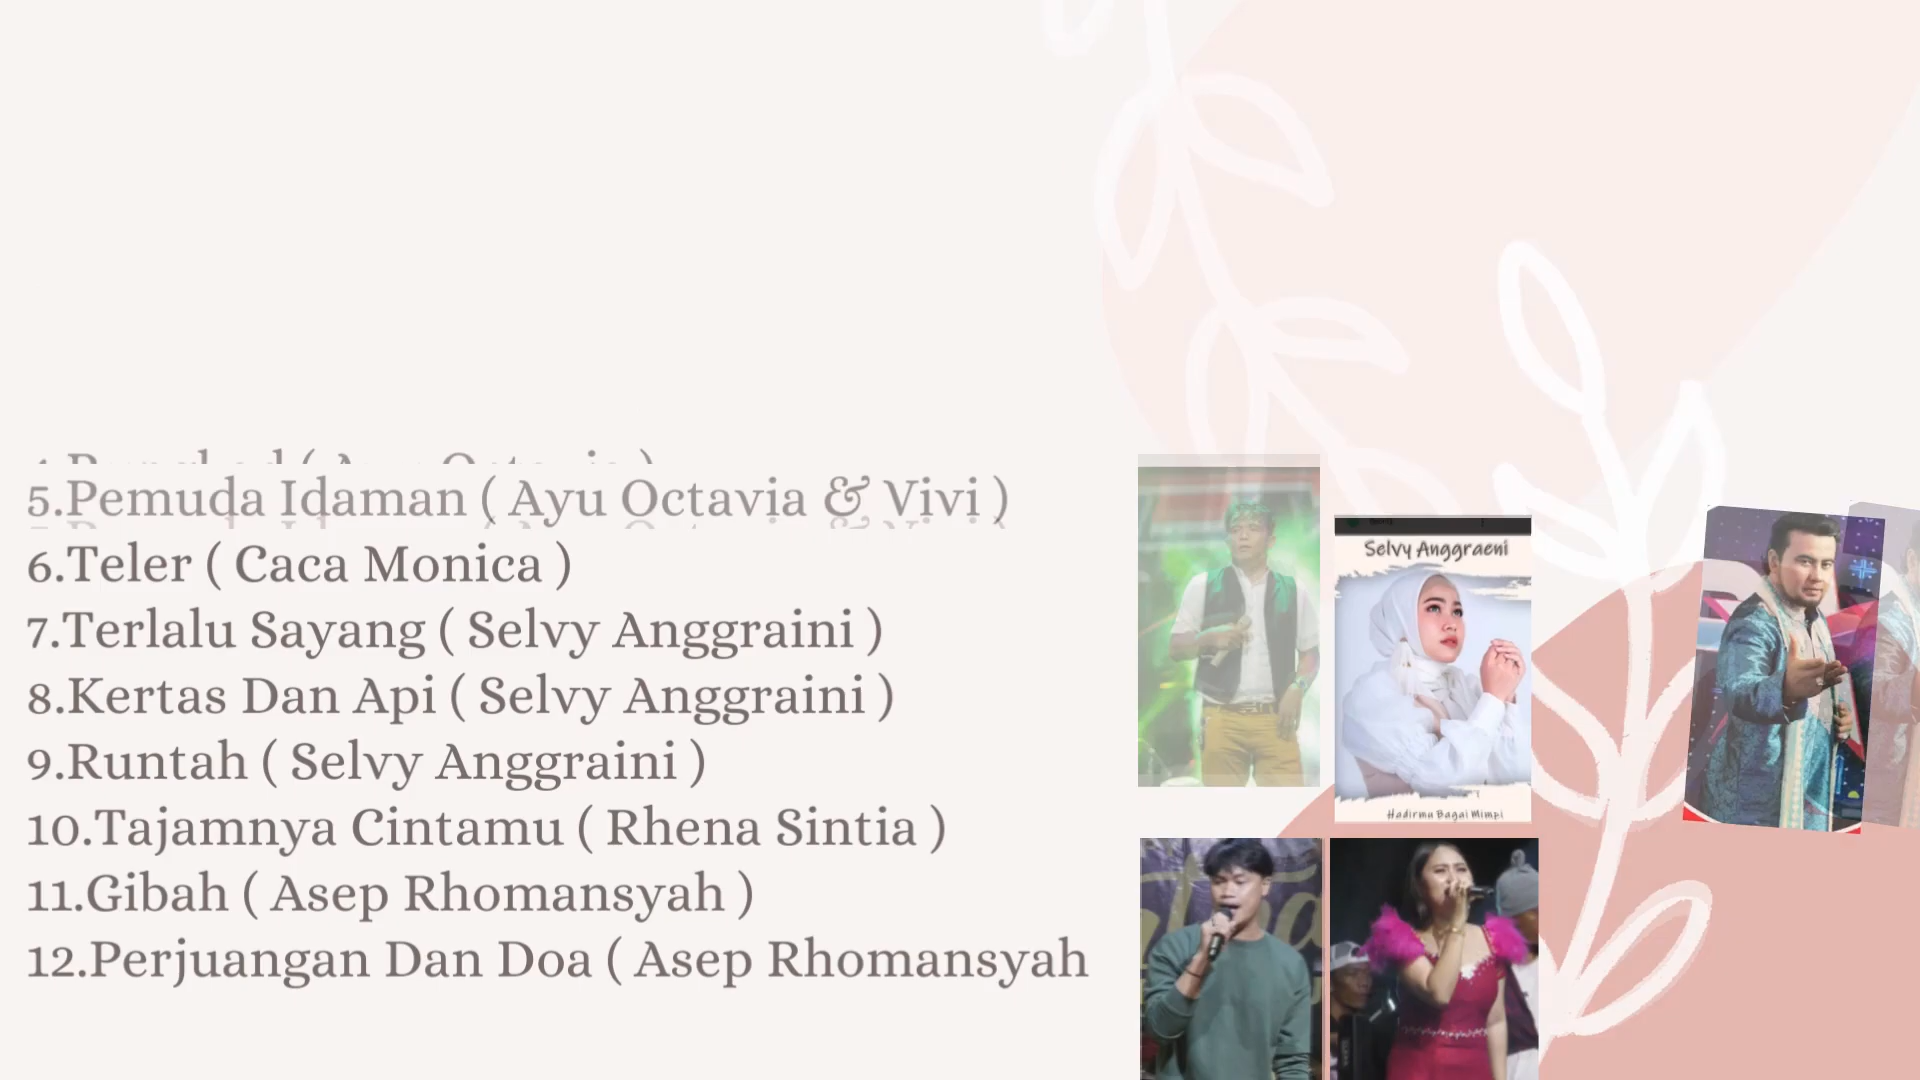 5.Pemuda Idaman ( Ayu Octavia & Vivi )
6.Teler ( Caca Monica )
7.Terlalu Sayang ( Selvy Anggraini )
8.Kertas Dan Api ( Selvy Anggraini )
9.Runtah ( Selvy Anggraini )
10.Tajamnya Cintamu ( Rhena Sintia )
11.Gibah ( Asep Rhomansyah )
12.Perjuangan Dan Doa ( Asep Rhomansyah
Selvy Anggraeni
Hadirmu Bagai Mimpi